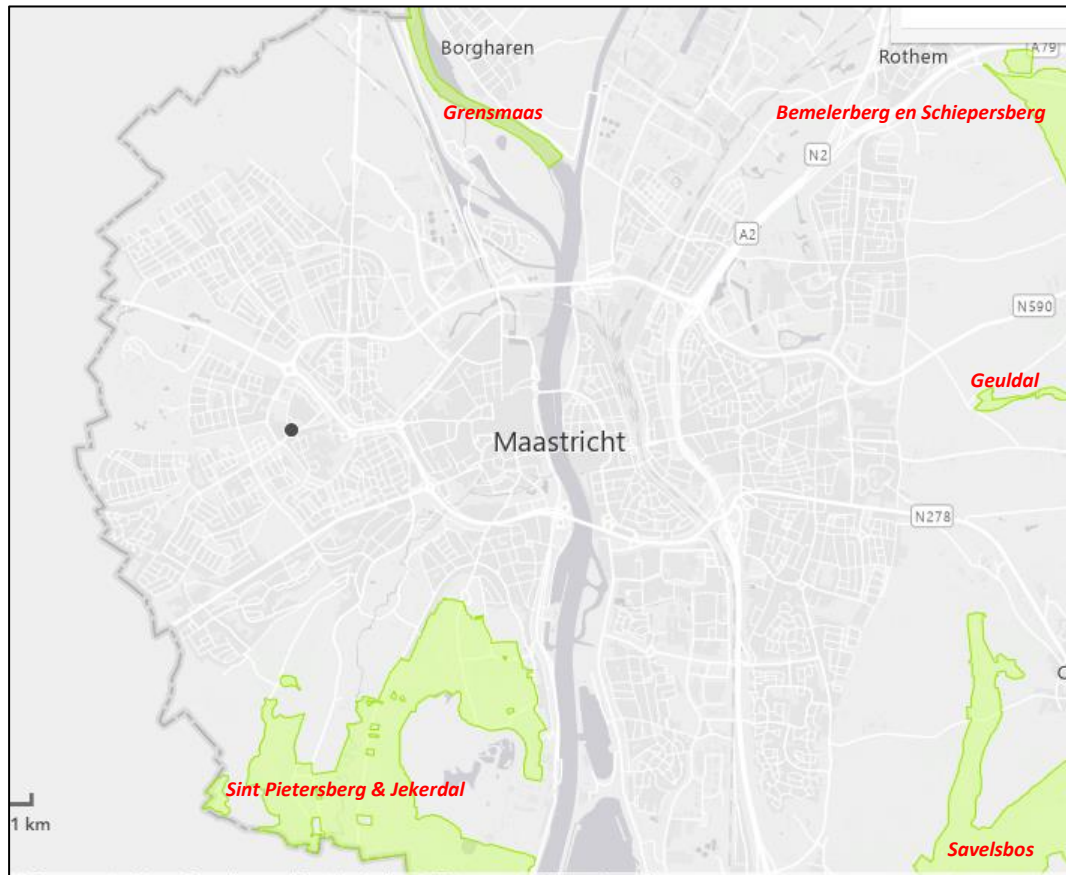 Borgharen
Rothem
A79
Grensmaas
Bemelerberg en Schiepersberg
N2
A2
N590
Geuldal
Maastricht
N278
Sint Pietersberg & Jekerdal
1 km
Savelsbos